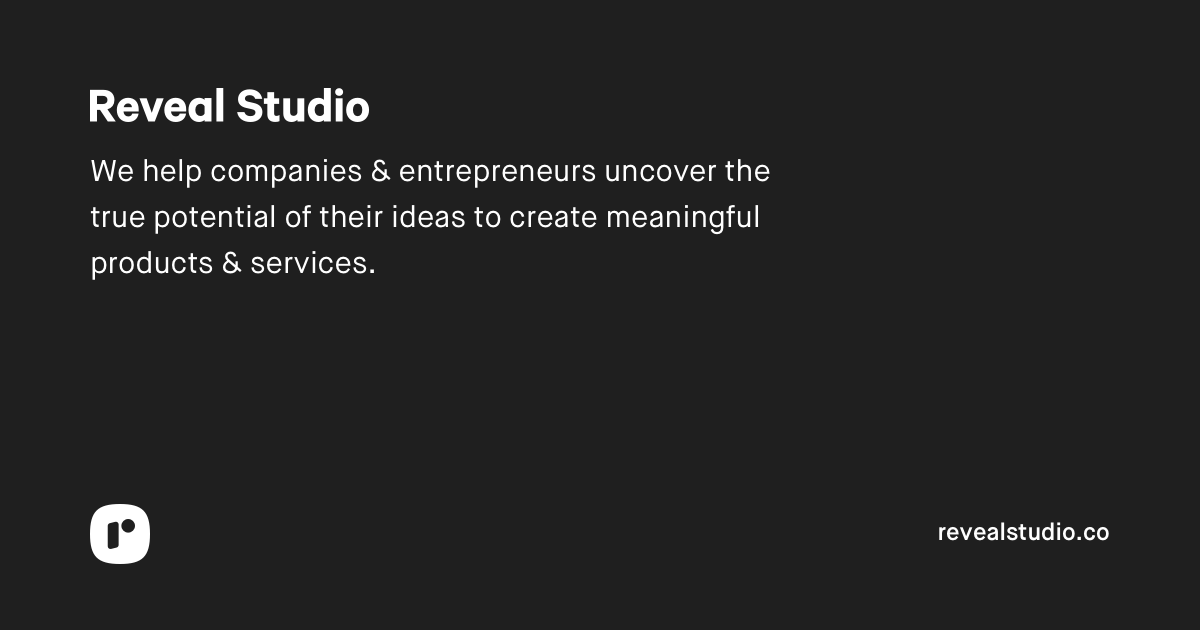 Reveal Studio
We help companies & entrepreneurs uncover the
true potential of their ideas to create meaningful
products & services.
r
revealstudio.co